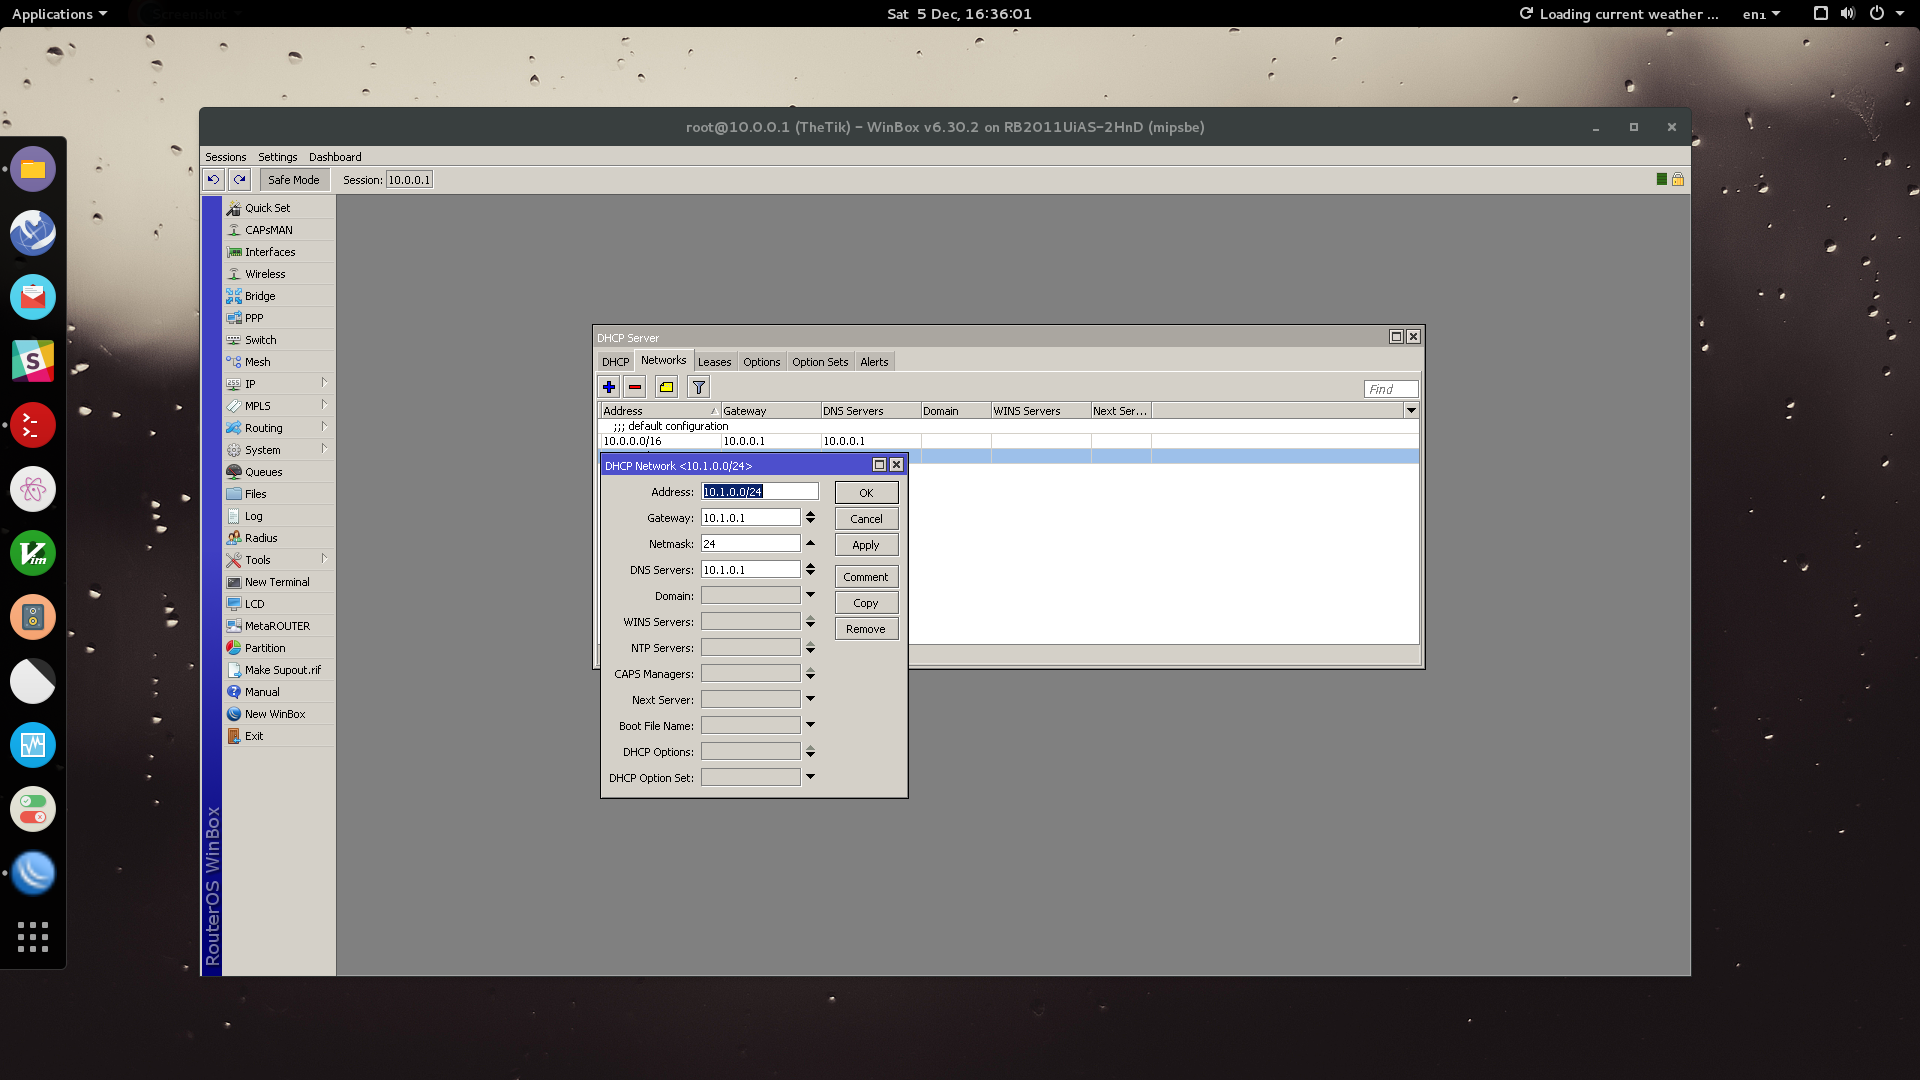 Applications
Screenshot
Sat 5 Dec, 16:36:01
Loading current weather ...
en₁
root@10.0.0.1 (TheTik) - WinBox v6.30.2 on RB2011UiAS-2HnD (mipsbe)
Sessions Settings Dashboard
Safe Mode Session: 10.0.0.1
Quick Set
CAPsMAN
Interfaces
Wireless
Bridge
PPP
Switch
Mesh
IP
MPLS
Routing
System
Queues
Files
Log
Radius
Tools
New Terminal
LCD
MetaROUTER
Partition
Make Supout.rif
Manual
New WinBox
Exit
RouterOS WinBox
DHCP Server
DHCP Networks Leases Options Option Sets Alerts
Find
Address Gateway DNS Servers Domain WINS Servers Next Ser...
;;; default configuration
10.0.0.0/16 10.0.0.1 10.0.0.1
DHCP Network <10.1.0.0/24>
Address: 10.1.0.0/24
Gateway: 10.1.0.1
Netmask: 24
DNS Servers: 10.1.0.1
Domain:
WINS Servers:
NTP Servers:
CAPS Managers:
Next Server:
Boot File Name:
DHCP Options:
DHCP Option Set:
OK
Cancel
Apply
Comment
Copy
Remove
S
Vim